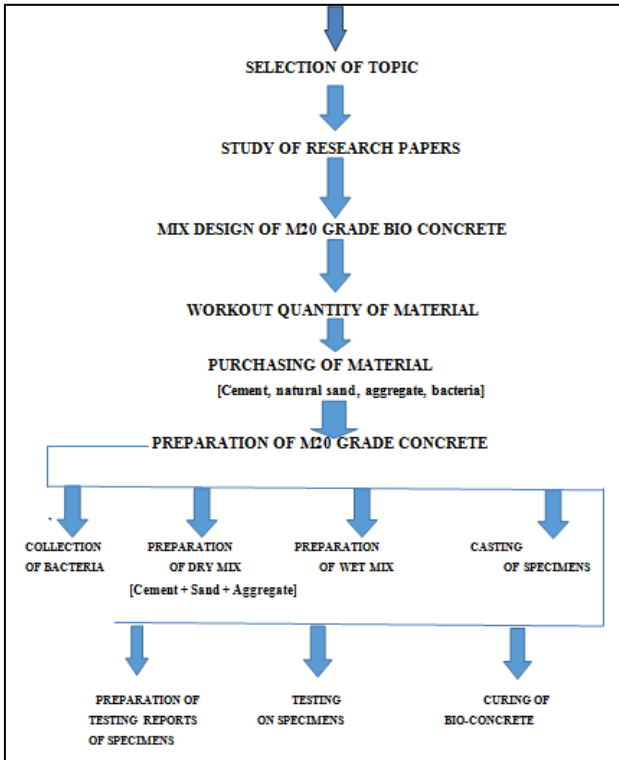 SELECTION OF TOPIC
STUDY OF RESEARCH PAPERS
MIX DESIGN OF M20 GRADE BIO CONCRETE
WORKOUT QUANTITY OF MATERIAL
PURCHASING OF MATERIAL
[Cement, natural sand, aggregate, bacteria]
PREPARATION OF M20 GRADE CONCRETE
COLLECTION
OF BACTERIA
PREPARATION
OF DRY MIX
[Cement + Sand + Aggregate]
PREPARATION
OF WET MIX
CASTING
OF SPECIMENS
PREPARATION OF
TESTING REPORTS
OF SPECIMENS
TESTING
ON SPECIMENS
CURING OF
BIO-CONCRETE